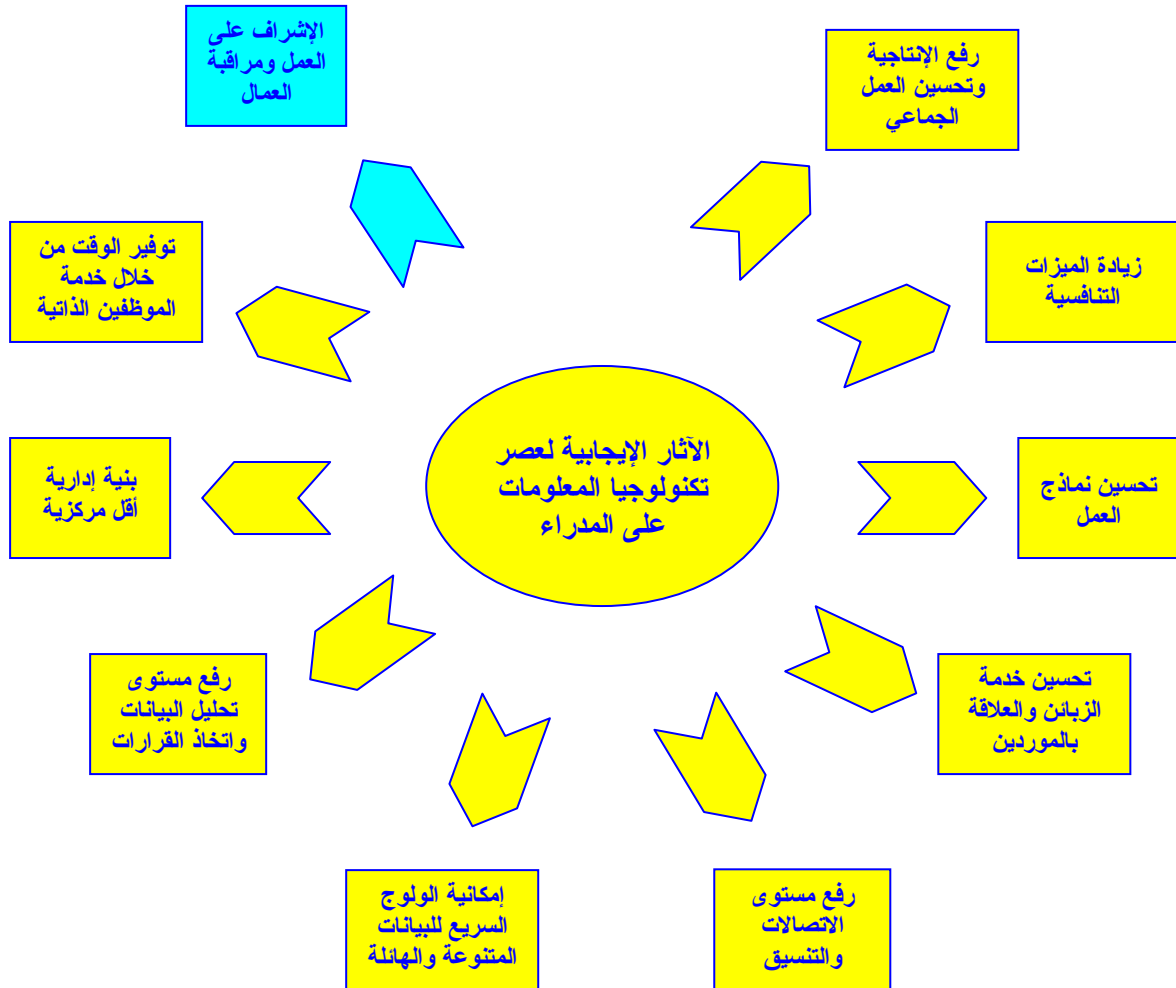 الإشراف على
العمل ومراقبة
العمال
رفع الإنتاجية
وتحسين العمل
الجماعي
توفير الوقت من
خلال خدمة
الموظفين الذاتية
زيادة الميزات
التنافسية
الآثار الإيجابية لعصر
تكنولوجيا المعلومات
على المدراء
بنية إدارية
أقل مركزية
تحسين نماذج
العمل
رفع مستوى
تحليل البيانات
واتخاذ القرارات
تحسين خدمة
الزبائن والعلاقة
بالموردين
إمكانية الولوج
السريع للبيانات
المتنوعة والهائلة
رفع مستوى
الاتصالات
والتنسيق